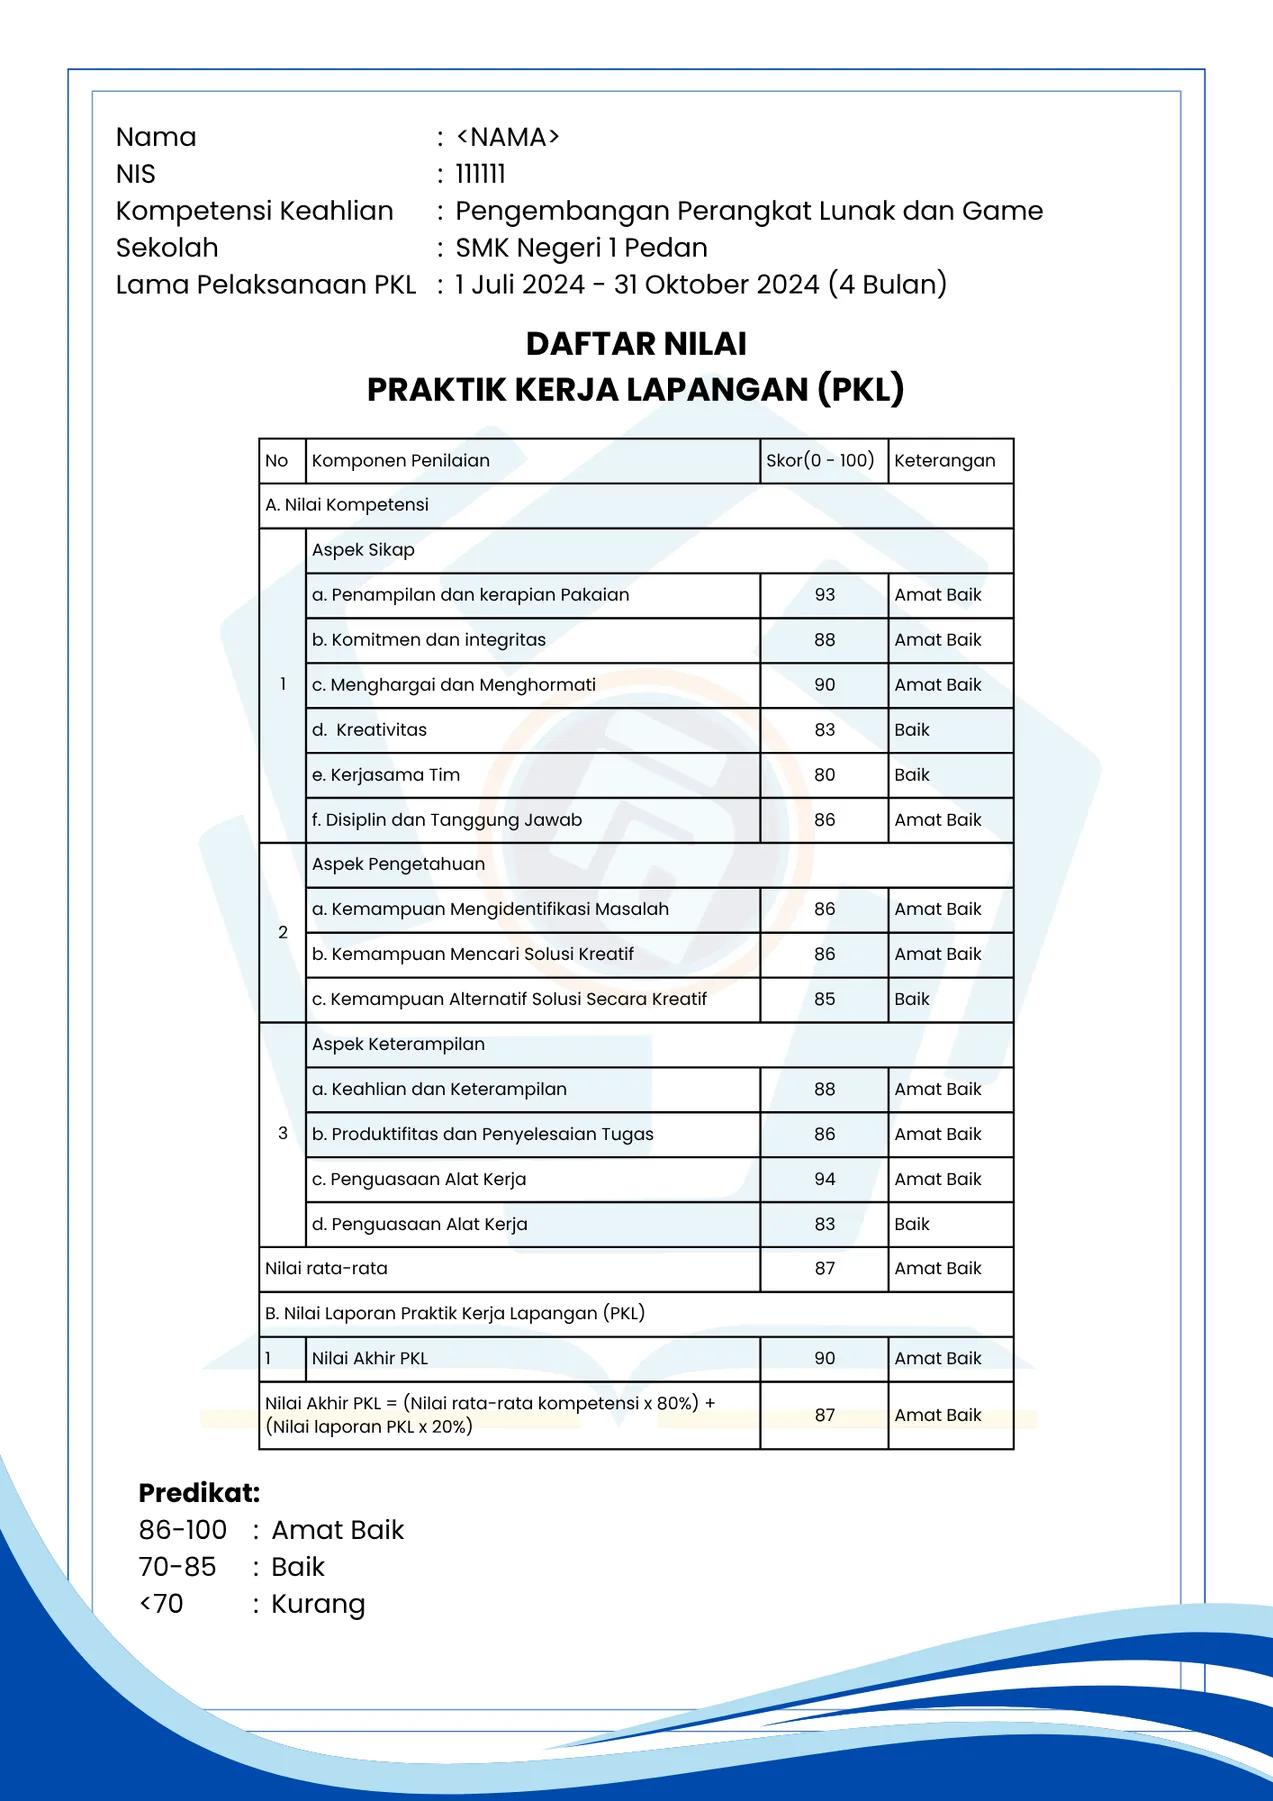 Nama : <NAMA>
NIS : 111111
Kompetensi Keahlian : Pengembangan Perangkat Lunak dan Game
Sekolah : SMK Negeri 1 Pedan
Lama Pelaksanaan PKL : 1 Juli 2024 - 31 Oktober 2024 (4 Bulan)
DAFTAR NILAI
PRAKTIK KERJA LAPANGAN (PKL)
No Komponen Penilaian Skor(0 - 100) Keterangan
A. Nilai Kompetensi
Aspek Sikap
a. Penampilan dan kerapian Pakaian 93 Amat Baik
b. Komitmen dan integritas 88 Amat Baik
1 c. Menghargai dan Menghormati 90 Amat Baik
d. Kreativitas 83 Baik
e. Kerjasama Tim 80 Baik
f. Disiplin dan Tanggung Jawab 86 Amat Baik
Aspek Pengetahuan
a. Kemampuan Mengidentifikasi Masalah 86 Amat Baik
2
b. Kemampuan Mencari Solusi Kreatif 86 Amat Baik
c. Kemampuan Alternatif Solusi Secara Kreatif 85 Baik
Aspek Keterampilan
a. Keahlian dan Keterampilan 88 Amat Baik
3 b. Produktifitas dan Penyelesaian Tugas 86 Amat Baik
c. Penguasaan Alat Kerja 94 Amat Baik
d. Penguasaan Alat Kerja 83 Baik
Nilai rata-rata 87 Amat Baik
B. Nilai Laporan Praktik Kerja Lapangan (PKL)
1 Nilai Akhir PKL 90 Amat Baik
Nilai Akhir PKL = (Nilai rata-rata kompetensi x 80%) +
(Nilai laporan PKL x 20%) 87 Amat Baik
Predikat:
86-100 : Amat Baik
70-85 : Baik
<70 : Kurang